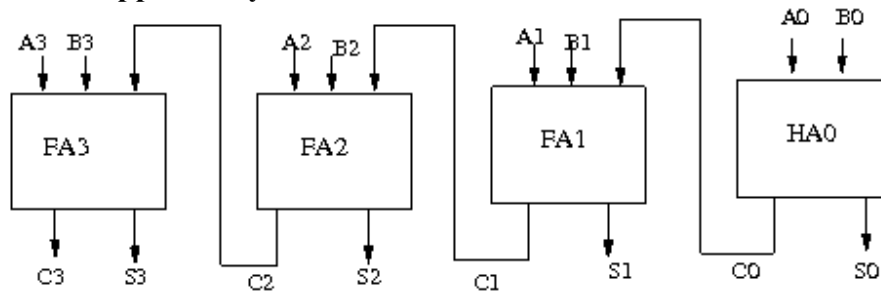 A3 B3 A2 B2 A1 B1 A0 B0
FA3 FA2 FA1 HA0
C3 S3 C2 S2 C1 S1 C0 S0